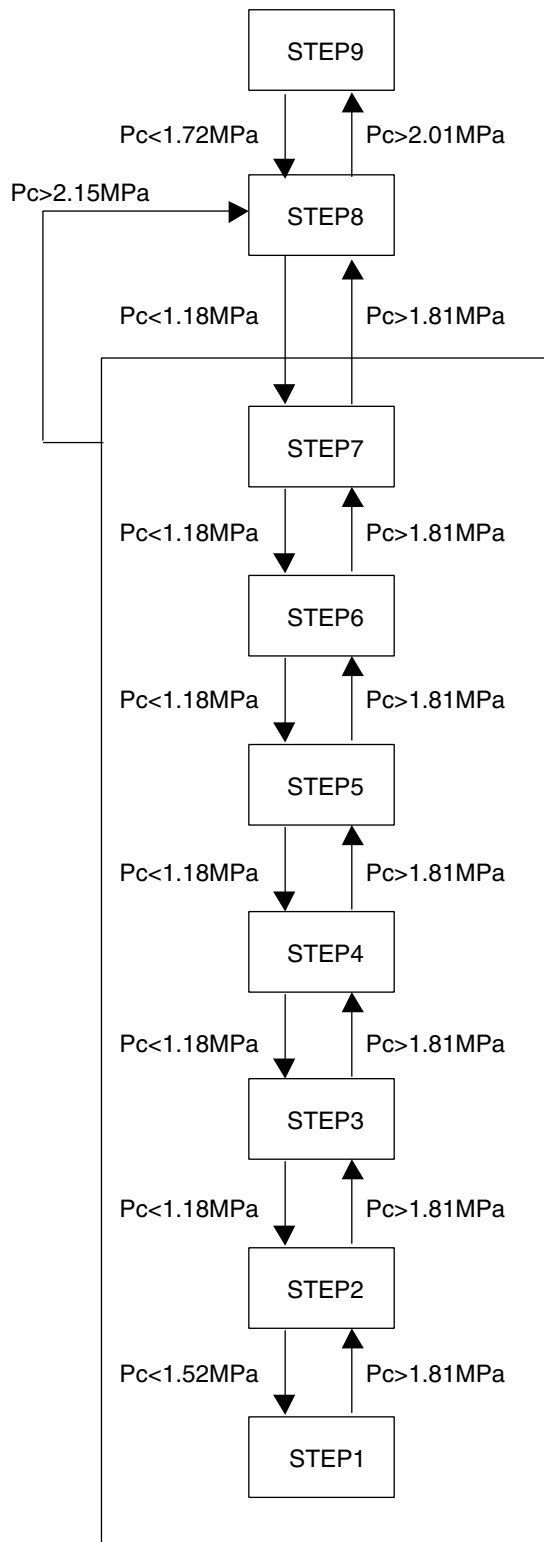 STEP9
Pc<1.72MPa
Pc>2.01MPa
Pc>2.15MPa
STEP8
Pc<1.18MPa
Pc>1.81MPa
STEP7
Pc<1.18MPa
Pc>1.81MPa
STEP6
Pc<1.18MPa
Pc>1.81MPa
STEP5
Pc<1.18MPa
Pc>1.81MPa
STEP4
Pc<1.18MPa
Pc>1.81MPa
STEP3
Pc<1.18MPa
Pc>1.81MPa
STEP2
Pc<1.52MPa
Pc>1.81MPa
STEP1